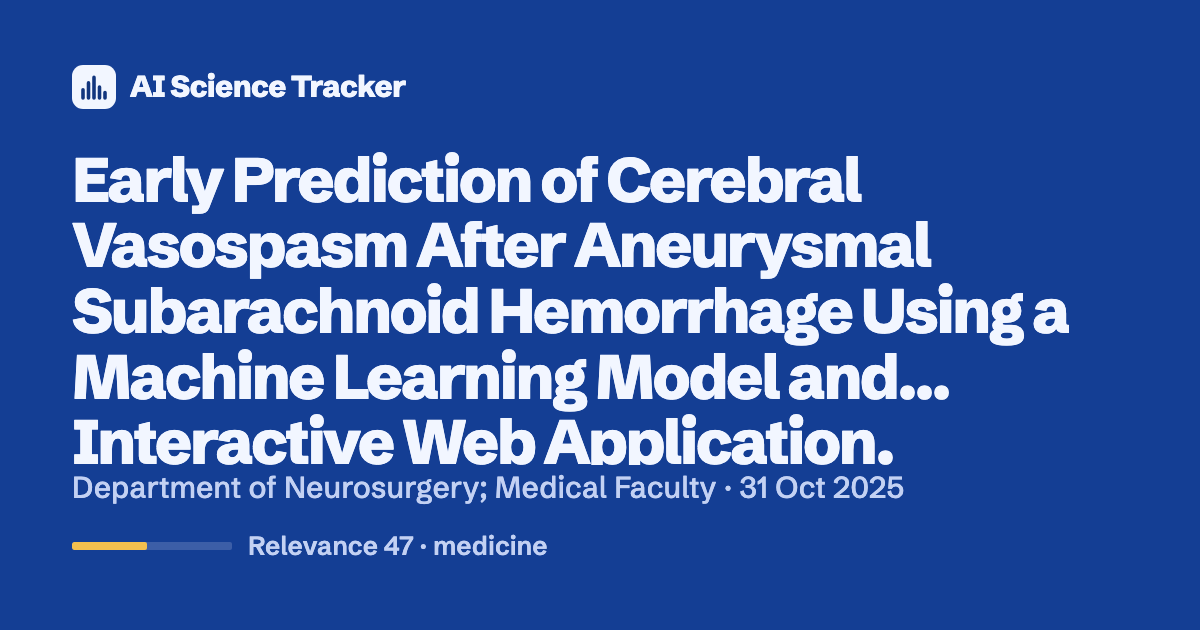 AI Science Tracker
Early Prediction of Cerebral
Vasospasm After Aneurysmal
Subarachnoid Hemorrhage Using a
Machine Learning Model and...
Interactive Web Application.
Department of Neurosurgery; Medical Faculty · 31 Oct 2025
Relevance 47 · medicine